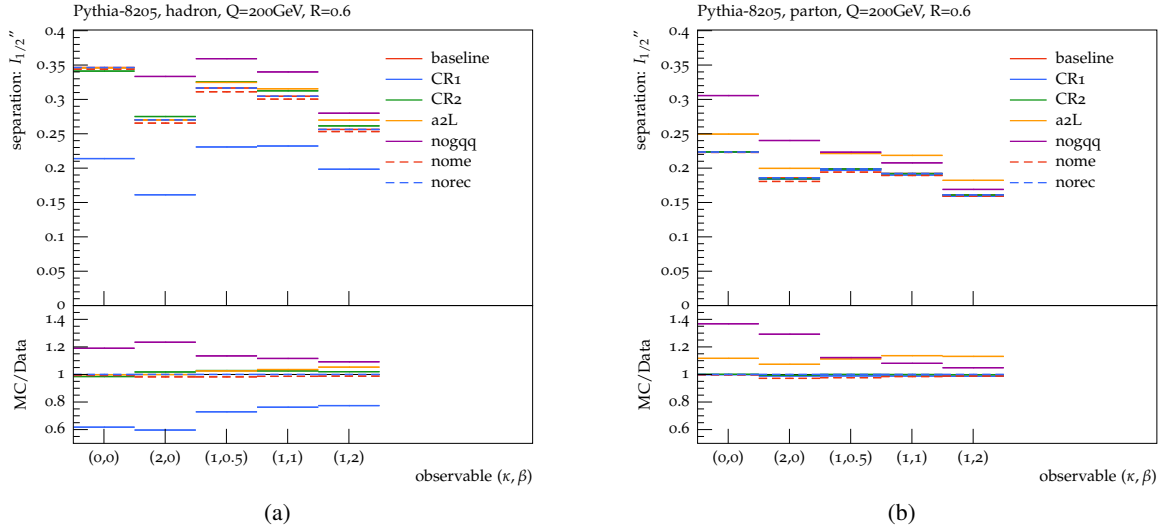 Pythia-8205, hadron, Q=200GeV, R=0.6
separation: I₁/₂″
0.4
0.35
0.3
0.25
0.2
0.15
0.1
0.05
0
baseline
CR1
CR2
a2L
nogqq
nome
norec
MC/Data
1.4
1.2
1
0.8
0.6
(0,0) (2,0) (1,0.5) (1,1) (1,2)
observable (κ, β)
(a)
Pythia-8205, parton, Q=200GeV, R=0.6
separation: I₁/₂″
0.4
0.35
0.3
0.25
0.2
0.15
0.1
0.05
0
baseline
CR1
CR2
a2L
nogqq
nome
norec
MC/Data
1.4
1.2
1
0.8
0.6
(0,0) (2,0) (1,0.5) (1,1) (1,2)
observable (κ, β)
(b)